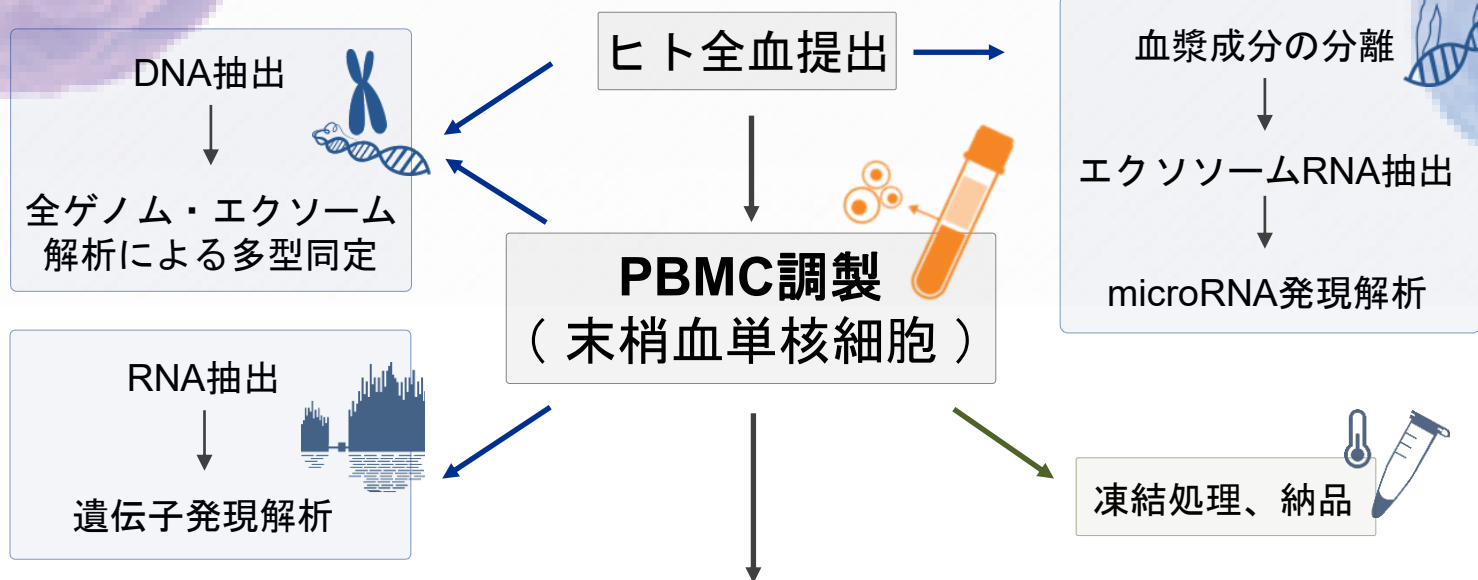 ヒト全血提出
DNA抽出
全ゲノム・エクソーム
解析による多型同定
血漿成分の分離
エクソソームRNA抽出
microRNA発現解析
PBMC調製
（ 末梢血単核細胞 ）
RNA抽出
遺伝子発現解析
凍結処理、納品